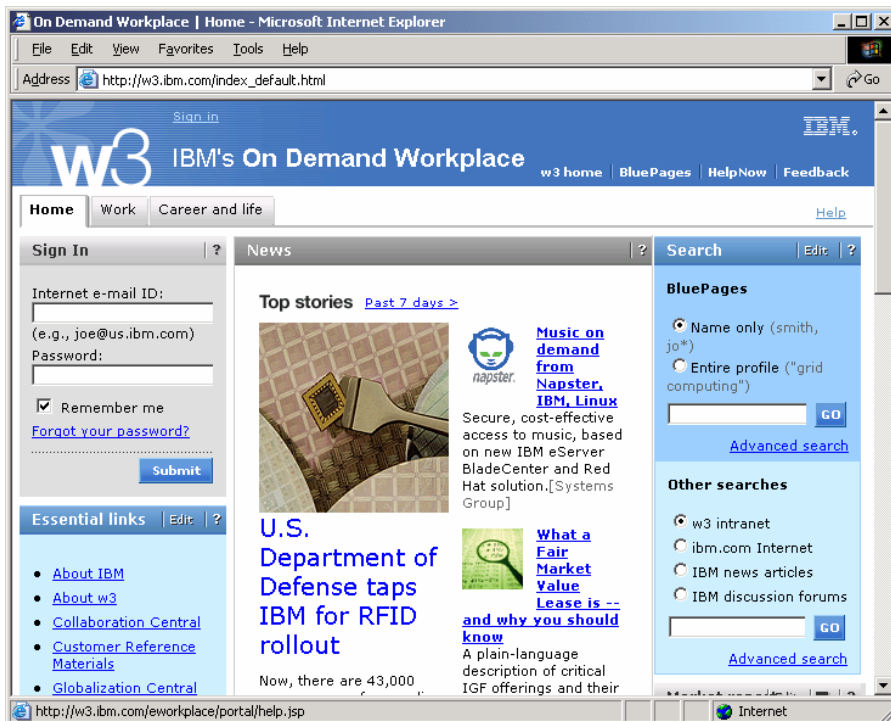 On Demand Workplace | Home - Microsoft Internet Explorer
File Edit View Favorites Tools Help
Address http://w3.ibm.com/index_default.html Go
Sign in
IBM.
w3 IBM's On Demand Workplace
w3 home BluePages HelpNow Feedback
Home Work Career and life
Help
Sign In ?
Internet e-mail ID:
(e.g., joe@us.ibm.com)
Password:
Remember me
Forgot your password?
Submit
Essential links Edit ?
About IBM
About w3
Collaboration Central
Customer Reference
Materials
Globalization Central
News ?
Top stories Past 7 days >
U.S.
Department of
Defense taps
IBM for RFID
rollout
Now, there are 43,000
napster.
Music on
demand
from
Napster,
IBM, Linux
Secure, cost-effective
access to music, based
on new IBM eServer
BladeCenter and Red
Hat solution.[Systems
Group]
What a
Fair
Market
Value
Lease is --
and why you should
know
A plain-language
description of critical
IGF offerings and their
Search Edit ?
BluePages
Name only (smith,
jo*)
Entire profile ("grid
computing")
GO
Advanced search
Other searches
w3 intranet
ibm.com Internet
IBM news articles
IBM discussion forums
GO
Advanced search
http://w3.ibm.com/eworkplace/portal/help.jsp Internet